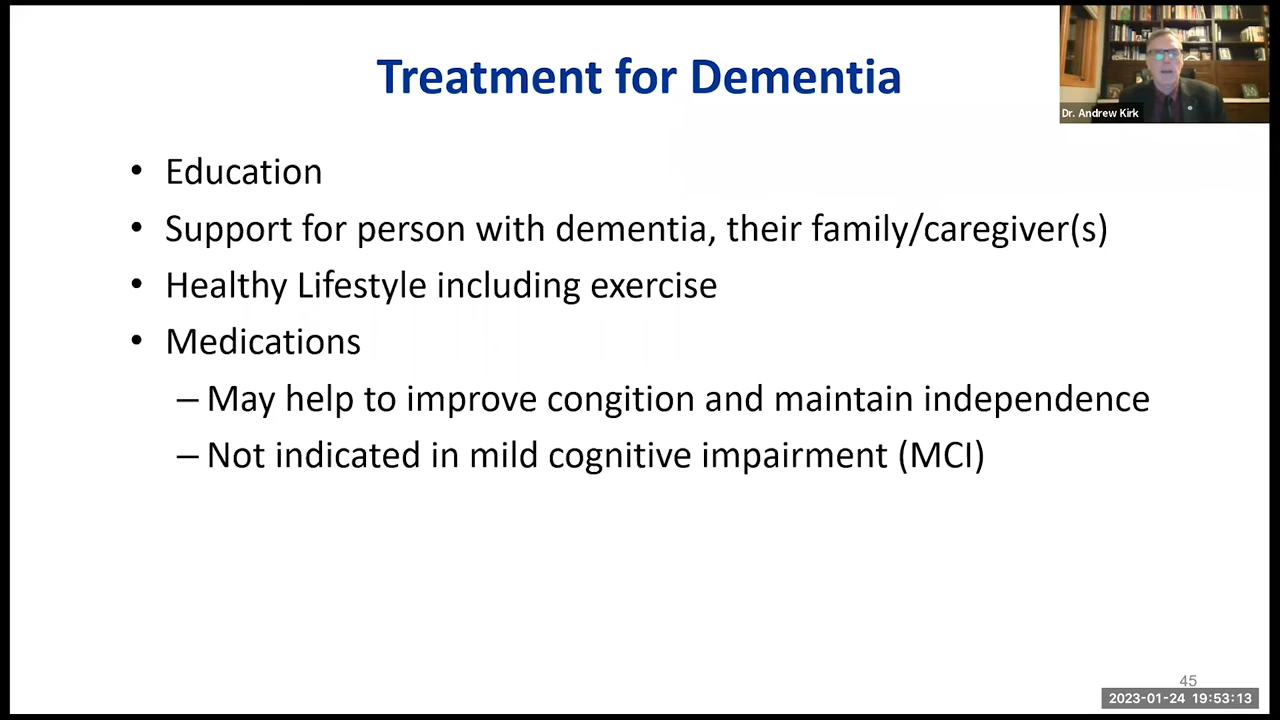 Treatment for Dementia
Dr. Andrew Kirk
• Education
• Support for person with dementia, their family/caregiver(s)
• Healthy Lifestyle including exercise
• Medications
– May help to improve congition and maintain independence
– Not indicated in mild cognitive impairment (MCI)
45
2023-01-24 19:53:13